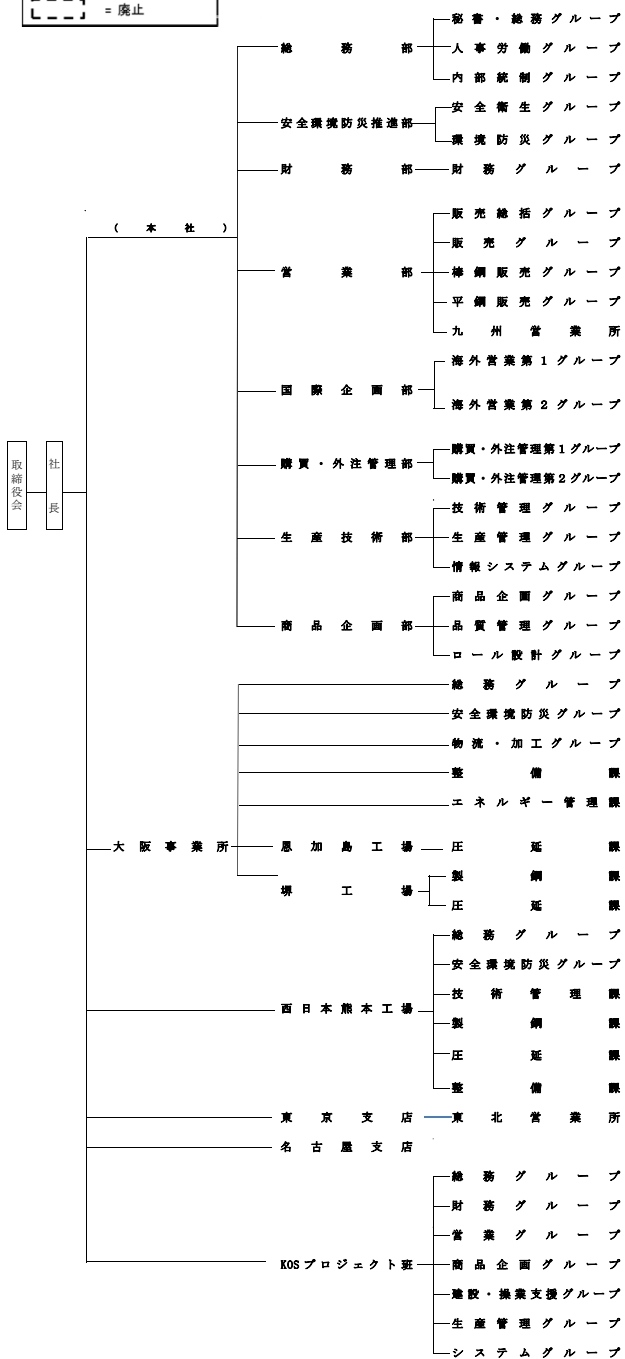 = 廃止
秘書・総務グループ
総務部
人事労働グループ
内部統制グループ
安全衛生グループ
安全環境防災推進部
環境防災グループ
財務部
財務グループ
(本社)
販売総括グループ
販売グループ
営業部
棒鋼販売グループ
平鋼販売グループ
九州営業所
海外営業第1グループ
国際企画部
海外営業第2グループ
取締役会
社長
購買・外注管理第1グループ
購買・外注管理部
購買・外注管理第2グループ
技術管理グループ
生産技術部
生産管理グループ
情報システムグループ
商品企画グループ
商品企画部
品質管理グループ
ロール設計グループ
総務グループ
安全環境防災グループ
物流・加工グループ
整備課
エネルギー管理課
大阪事業所
恩加島工場
圧延課
製鋼課
堺工場
圧延課
総務グループ
安全環境防災グループ
技術管理課
西日本熊本工場
製鋼課
圧延課
整備課
東京支店
東北営業所
名古屋支店
総務グループ
財務グループ
営業グループ
KOSプロジェクト班
商品企画グループ
建設・操業支援グループ
生産管理グループ
システムグループ